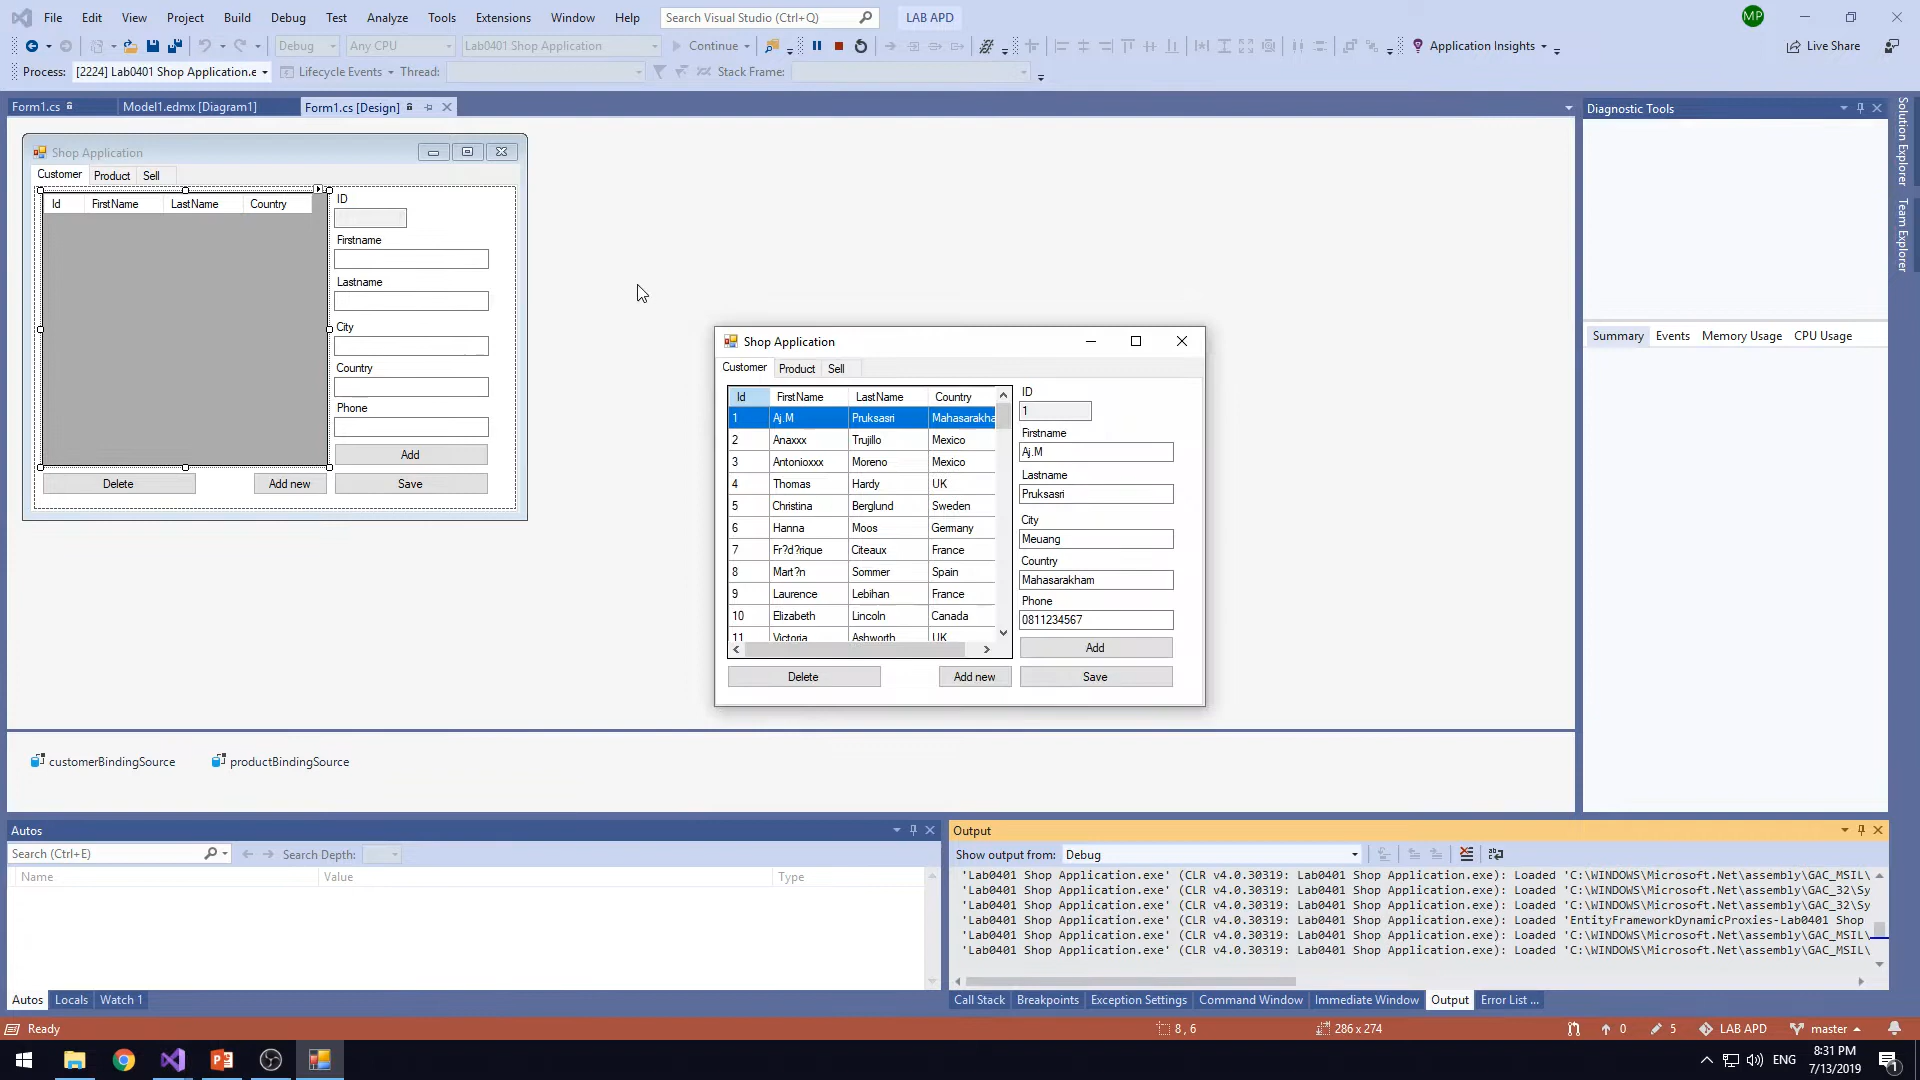 File Edit View Project Build Debug Test Analyze Tools Extensions Window Help Search Visual Studio (Ctrl+Q) LAB APD MP
Debug Any CPU Lab0401 Shop Application Continue Application Insights Live Share
Process: [2224] Lab0401 Shop Application.e Lifecycle Events Thread: Stack Frame:
Form1.cs Model1.edmx [Diagram1] Form1.cs [Design]
Shop Application
Customer Product Sell
Id FirstName LastName Country
ID
Firstname
Lastname
City
Country
Phone
Add
Delete Add new Save
Shop Application
Customer Product Sell
Id FirstName LastName Country
1 Aj.M Pruksasri Mahasarakha
2 Anaxxx Trujillo Mexico
3 Antonioxxx Moreno Mexico
4 Thomas Hardy UK
5 Christina Berglund Sweden
6 Hanna Moos Germany
7 Fr?d?rique Citeaux France
8 Mart?n Sommer Spain
9 Laurence Lebihan France
10 Elizabeth Lincoln Canada
11 Victoria Ashworth UK
ID
1
Firstname
Aj.M
Lastname
Pruksasri
City
Meuang
Country
Mahasarakham
Phone
0811234567
Add
Delete Add new Save
customerBindingSource productBindingSource
Diagnostic Tools
Summary Events Memory Usage CPU Usage
Solution Explorer
Team Explorer
Autos
Search (Ctrl+E) Search Depth:
Name Value Type
Autos Locals Watch 1
Output
Show output from: Debug
'Lab0401 Shop Application.exe' (CLR v4.0.30319: Lab0401 Shop Application.exe): Loaded 'C:\WINDOWS\Microsoft.Net\assembly\GAC_MSIL\
'Lab0401 Shop Application.exe' (CLR v4.0.30319: Lab0401 Shop Application.exe): Loaded 'C:\WINDOWS\Microsoft.Net\assembly\GAC_32\Sy
'Lab0401 Shop Application.exe' (CLR v4.0.30319: Lab0401 Shop Application.exe): Loaded 'C:\WINDOWS\Microsoft.Net\assembly\GAC_32\Sy
'Lab0401 Shop Application.exe' (CLR v4.0.30319: Lab0401 Shop Application.exe): Loaded 'EntityFrameworkDynamicProxies-Lab0401 Shop
'Lab0401 Shop Application.exe' (CLR v4.0.30319: Lab0401 Shop Application.exe): Loaded 'C:\WINDOWS\Microsoft.Net\assembly\GAC_MSIL\
'Lab0401 Shop Application.exe' (CLR v4.0.30319: Lab0401 Shop Application.exe): Loaded 'C:\WINDOWS\Microsoft.Net\assembly\GAC_MSIL\
Call Stack Breakpoints Exception Settings Command Window Immediate Window Output Error List ...
Ready 8 , 6 286 x 274 0 5 LAB APD master
ENG 8:31 PM
7/13/2019
1